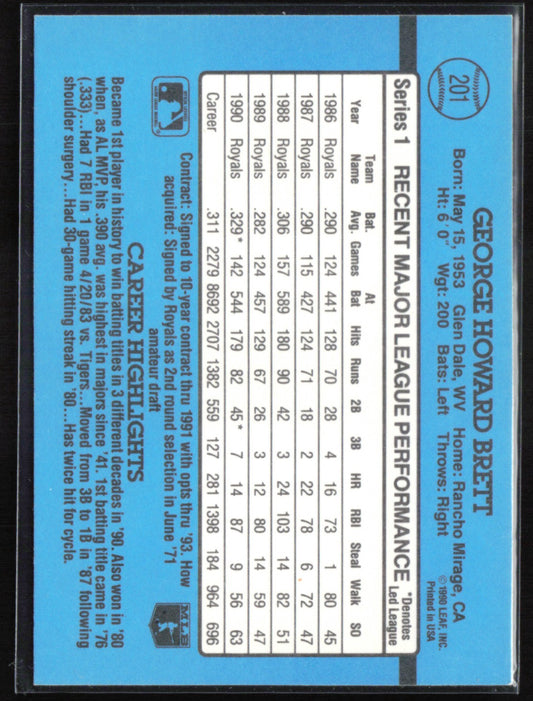 201
GEORGE HOWARD BRETT
Born: May 15, 1953 Glen Dale, WV Home: Rancho Mirage, CA
Ht: 6' 0" Wgt: 200 Bats: Left Throws: Right
©1990 LEAF, INC.
Printed in USA
Series 1 RECENT MAJOR LEAGUE PERFORMANCE *Denotes Led League
Year Team Name Bat. Avg. Games At Bat Hits Runs 2B 3B HR RBI Steal Walk SO
1986 Royals .290 124 441 128 70 28 4 16 73 1 80 45
1987 Royals .290 115 427 124 71 18 2 22 78 6 72 47
1988 Royals .306 157 589 180 90 42 3 24 103 14 82 51
1989 Royals .282 124 457 129 67 26 3 12 80 14 59 47
1990 Royals .329* 142 544 179 82 45* 7 14 87 9 56 63
Career .311 2279 8692 2707 1382 559 127 281 1398 184 964 696
Contract: Signed to 10-year contract thru 1991 with opts thru '93. How
acquired: Signed by Royals as 2nd round selection in June '71
amateur draft
MLB
CAREER HIGHLIGHTS
Became 1st player in history to win batting titles in 3 different decades in '90. Also won in '80
when, as AL MVP, his .390 avg. was highest in majors since '41. 1st batting title came in '76
(.333)...Had 7 RBI in 1 game 4/20/83 vs. Tigers...Moved from 3B to 1B in '87 following
shoulder surgery...Had 30-game hitting streak in '80...Has twice hit for cycle.